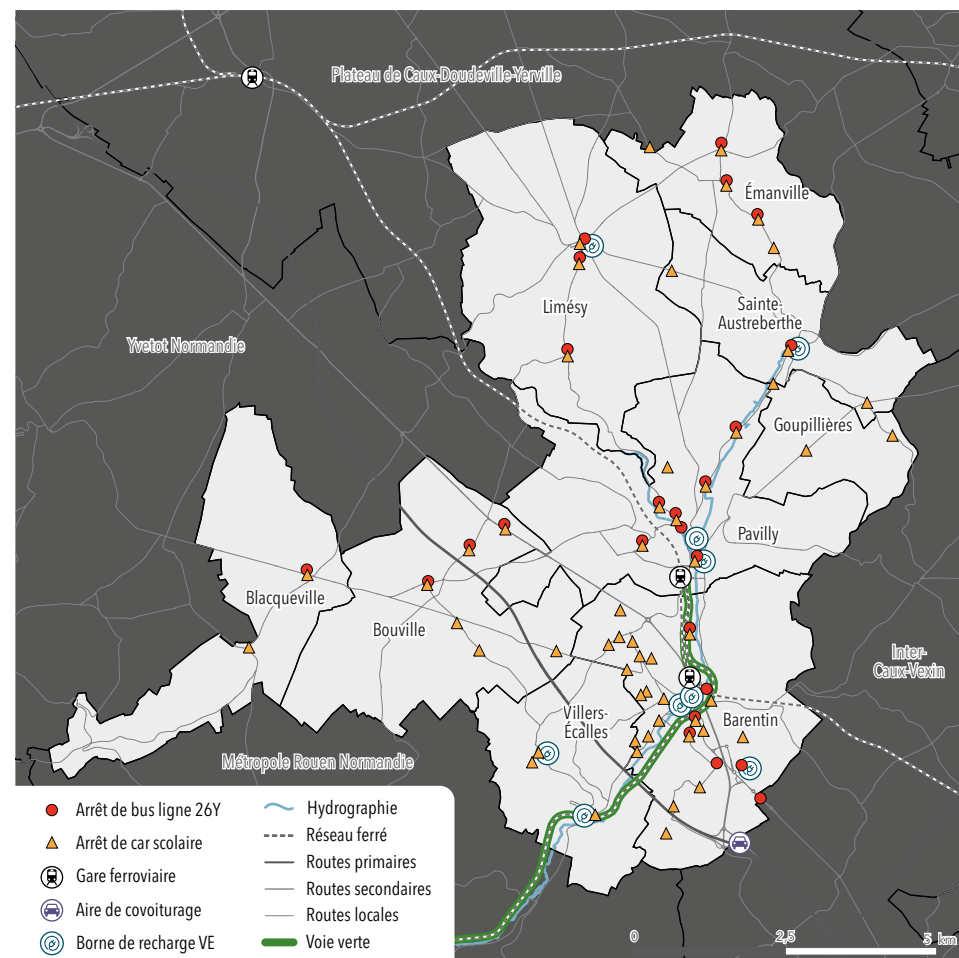 Plateau de Caux-Doudeville-Yerville
Émanville
Limésy
Sainte-
Austreberthe
Yvetot Normandie
Goupillières
Pavilly
Blacqueville
Bouville
Inter-
Caux-Vexin
Villers-
Écalles
Barentin
Métropole Rouen Normandie
Arrêt de bus ligne 26Y
Arrêt de car scolaire
Gare ferroviaire
Aire de covoiturage
Borne de recharge VE
Hydrographie
Réseau ferré
Routes primaires
Routes secondaires
Routes locales
Voie verte
0 2,5 5 km